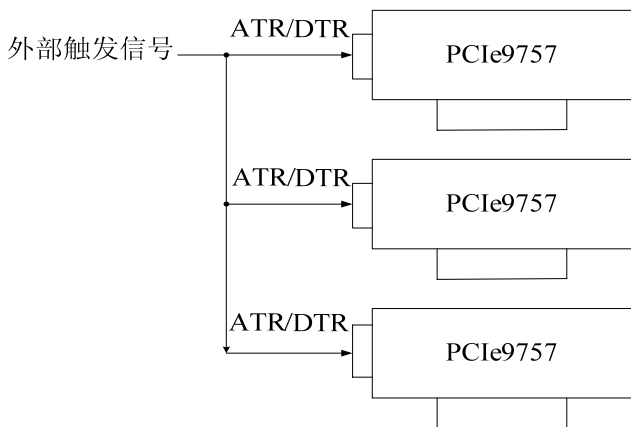 外部触发信号
ATR/DTR
PCIe9757
ATR/DTR
PCIe9757
ATR/DTR
PCIe9757